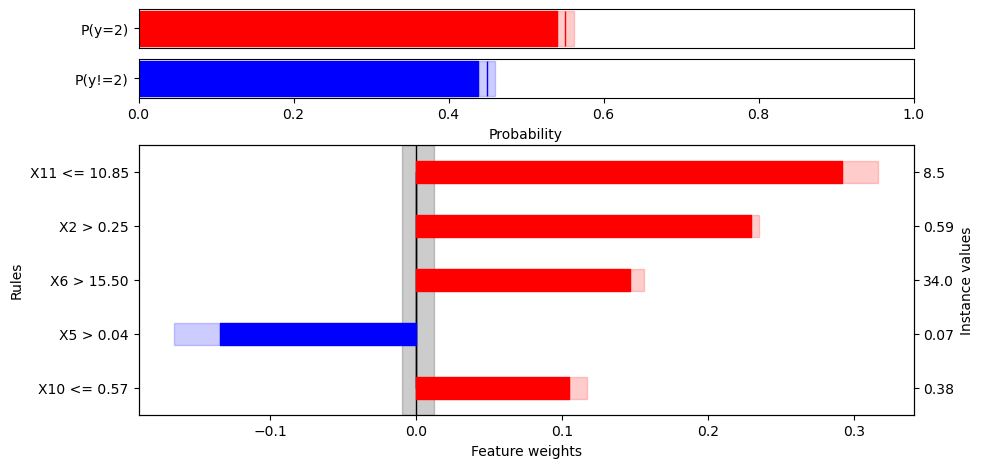 P(y=2)
P(y!=2)
0.0 0.2 0.4 0.6 0.8 1.0
Probability
X11 <= 10.85 8.5
X2 > 0.25 0.59
X6 > 15.50 34.0
X5 > 0.04 0.07
X10 <= 0.57 0.38
Rules
Instance values
−0.1 0.0 0.1 0.2 0.3
Feature weights